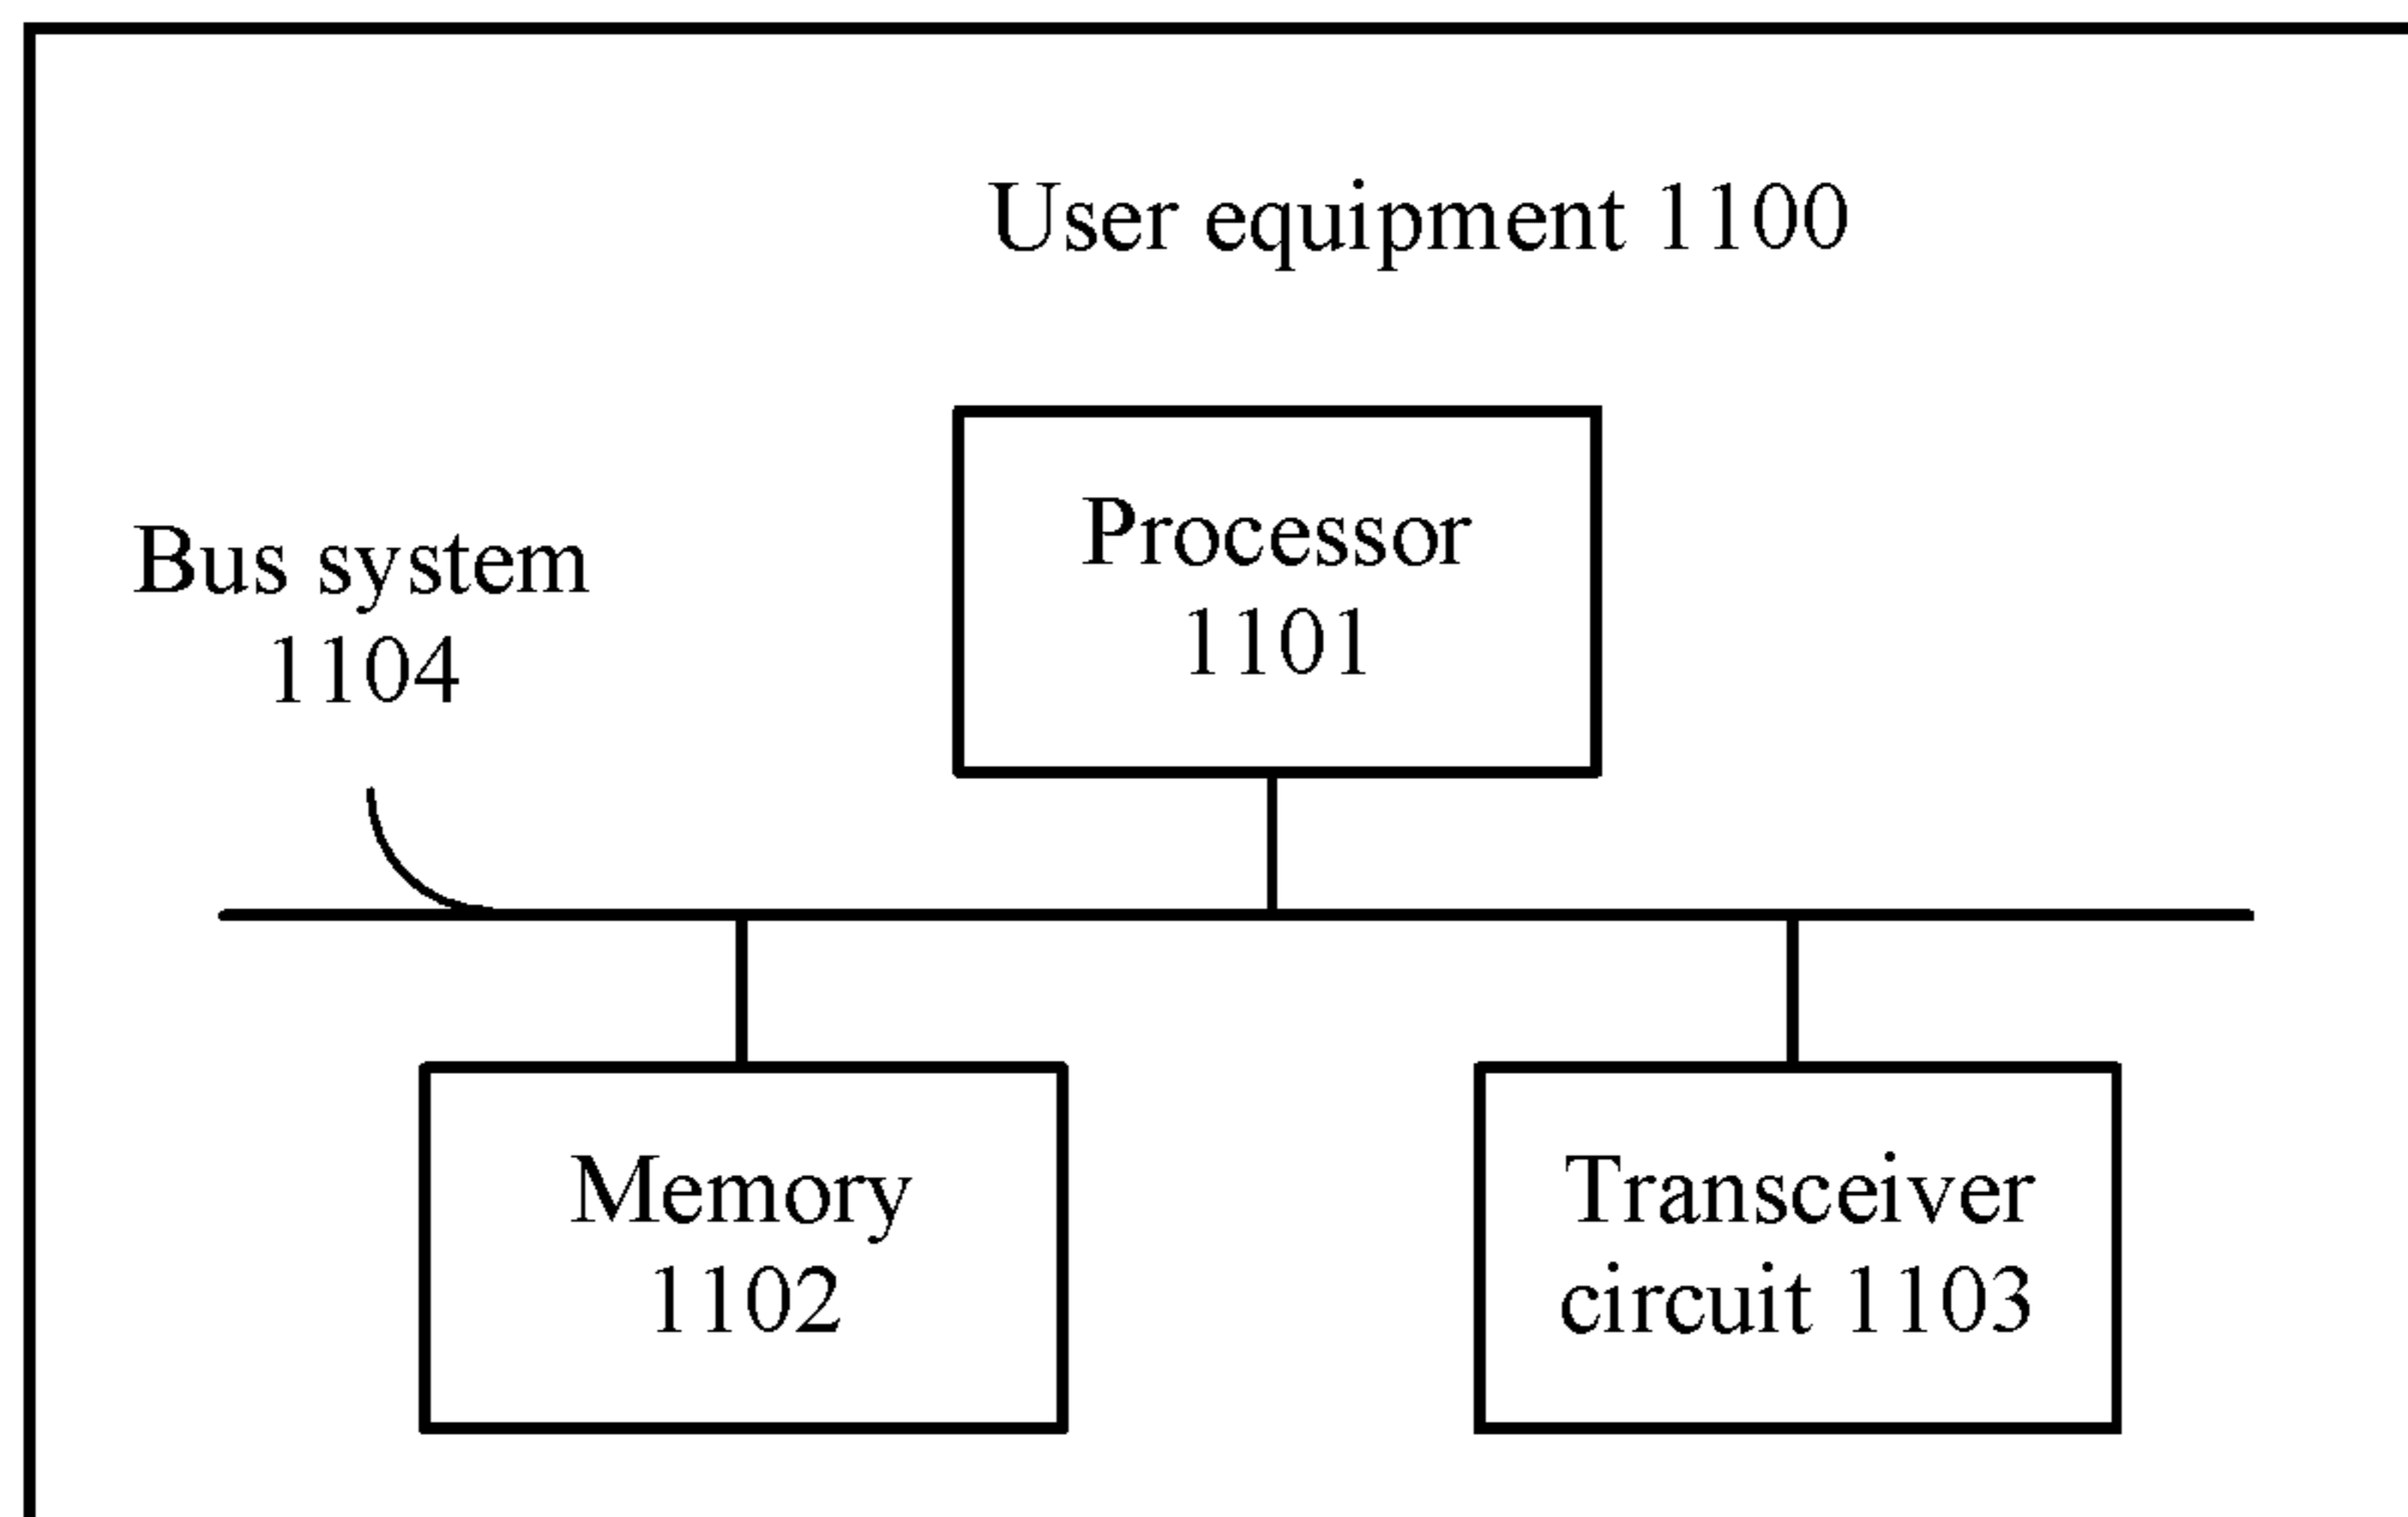 User equipment 1100
Processor
1101
Bus system
1104
Memory
1102
Transceiver
circuit 1103